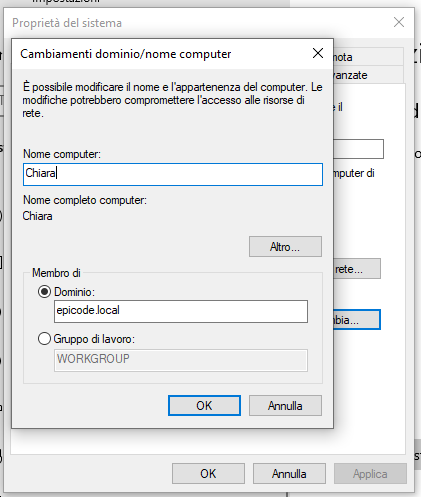 Impostazioni
Proprietà del sistema
Cambiamenti dominio/nome computer
È possibile modificare il nome e l'appartenenza del computer. Le
modifiche potrebbero compromettere l'accesso alle risorse di
rete.
Nome computer:
Chiara
Nome completo computer:
Chiara
Altro...
Membro di
Dominio:
epicode.local
Gruppo di lavoro:
WORKGROUP
OK
Annulla
mota
vanzate
e il
mputer di
rete...
bia...
OK
Annulla
Applica